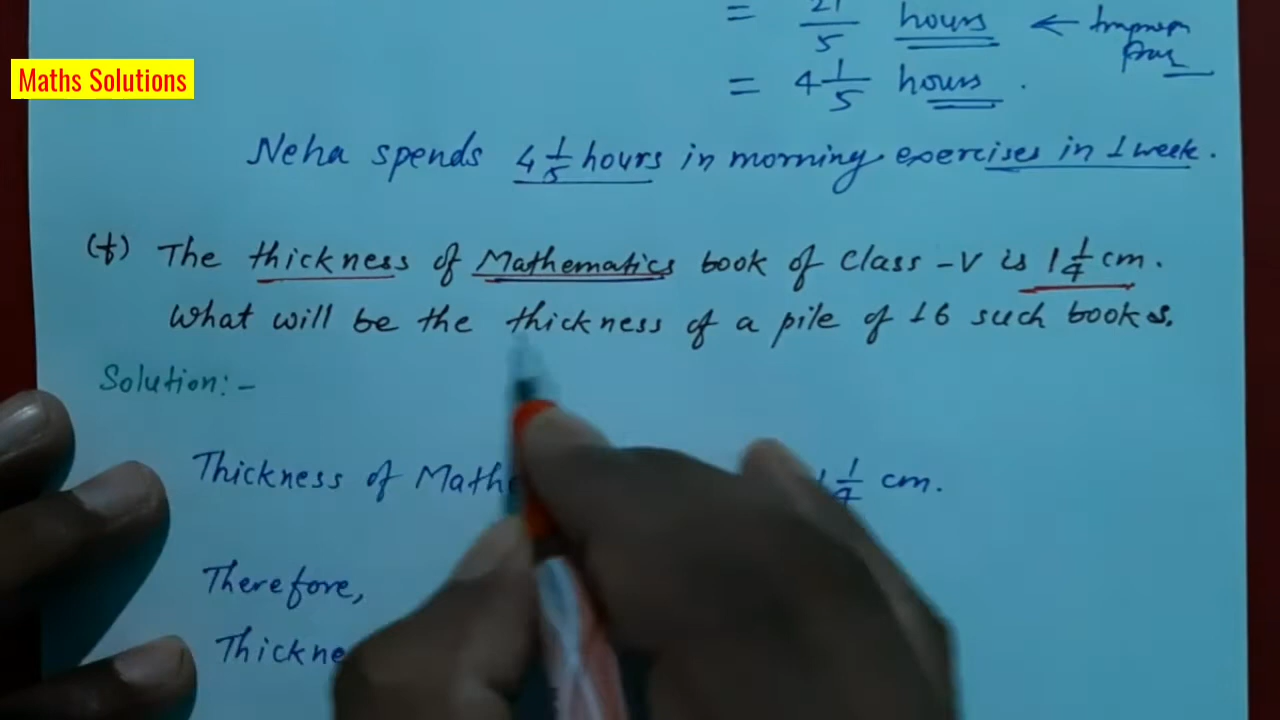 Maths Solutions
= 21/5 hours ←
= 4 1/5 hours.
Neha spends 4 1/5 hours in morning exercises in 1 week.
(f) The thickness of Mathematics book of Class-V is 1 1/4 cm.
What will be the thickness of a pile of 16 such books.
Solution:-
Thickness of 1 1/4 cm.
Therefore,